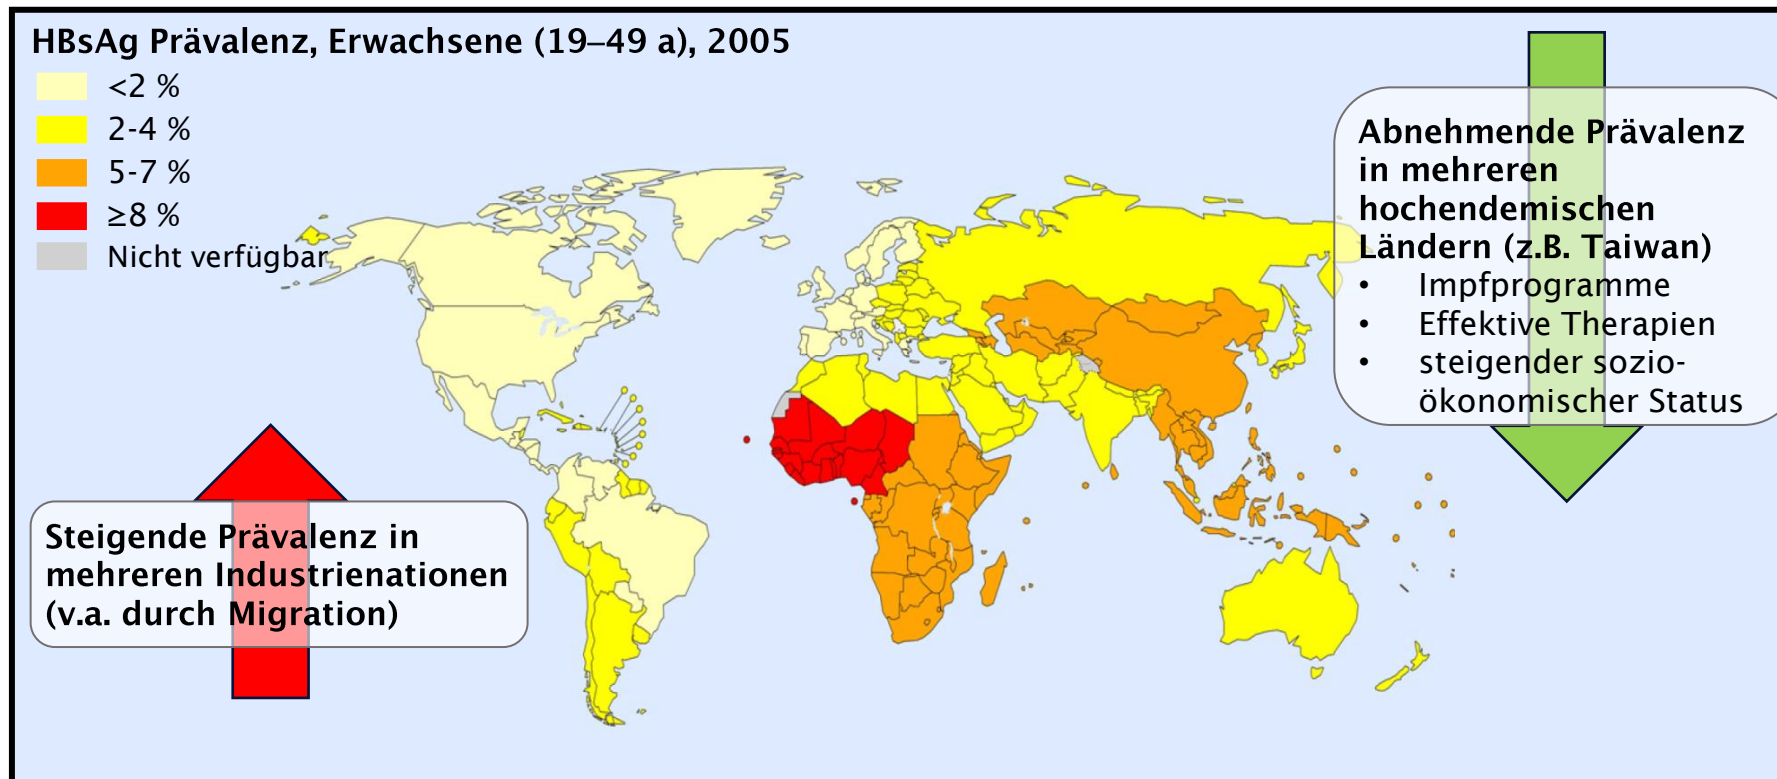 HBsAg Prävalenz, Erwachsene (19–49 a), 2005
<2 %
2-4 %
5-7 %
≥8 %
Nicht verfügbar
Abnehmende Prävalenz
in mehreren
hochendemischen
Ländern (z.B. Taiwan)
• Impfprogramme
• Effektive Therapien
• steigender sozio-
ökonomischer Status
Steigende Prävalenz in
mehreren Industrienationen
(v.a. durch Migration)